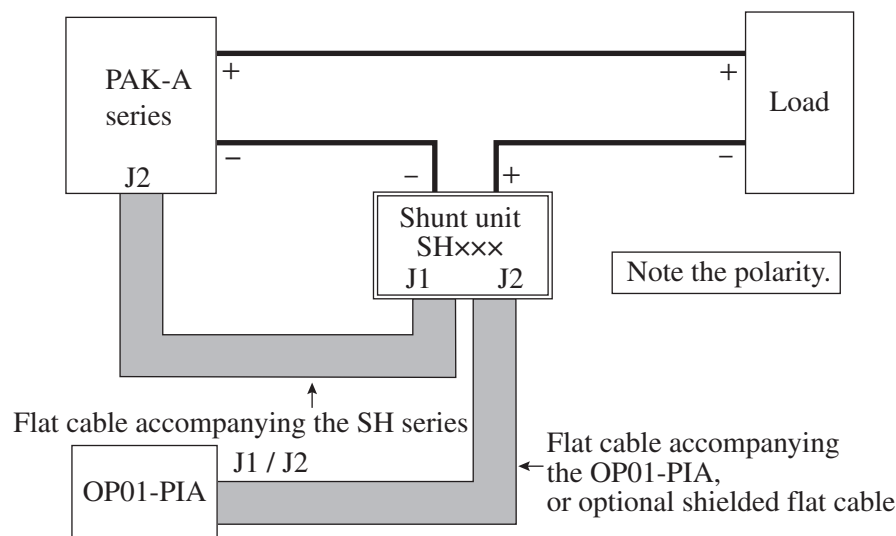 PAK-A
series
+
+
Load
−
−
J2
−
+
Shunt unit
SH×××
J1 J2
Note the polarity.
Flat cable accompanying the SH series
J1 / J2
OP01-PIA
Flat cable accompanying
the OP01-PIA,
or optional shielded flat cable